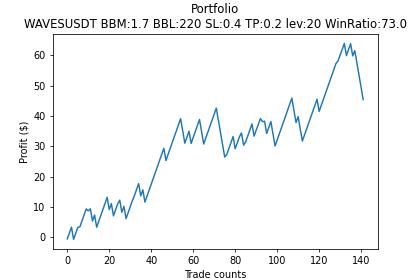 Portfolio
WAVESUSDT BBM:1.7 BBL:220 SL:0.4 TP:0.2 lev:20 WinRatio:73.0
Profit ($)
60
50
40
30
20
10
0
0 20 40 60 80 100 120 140
Trade counts